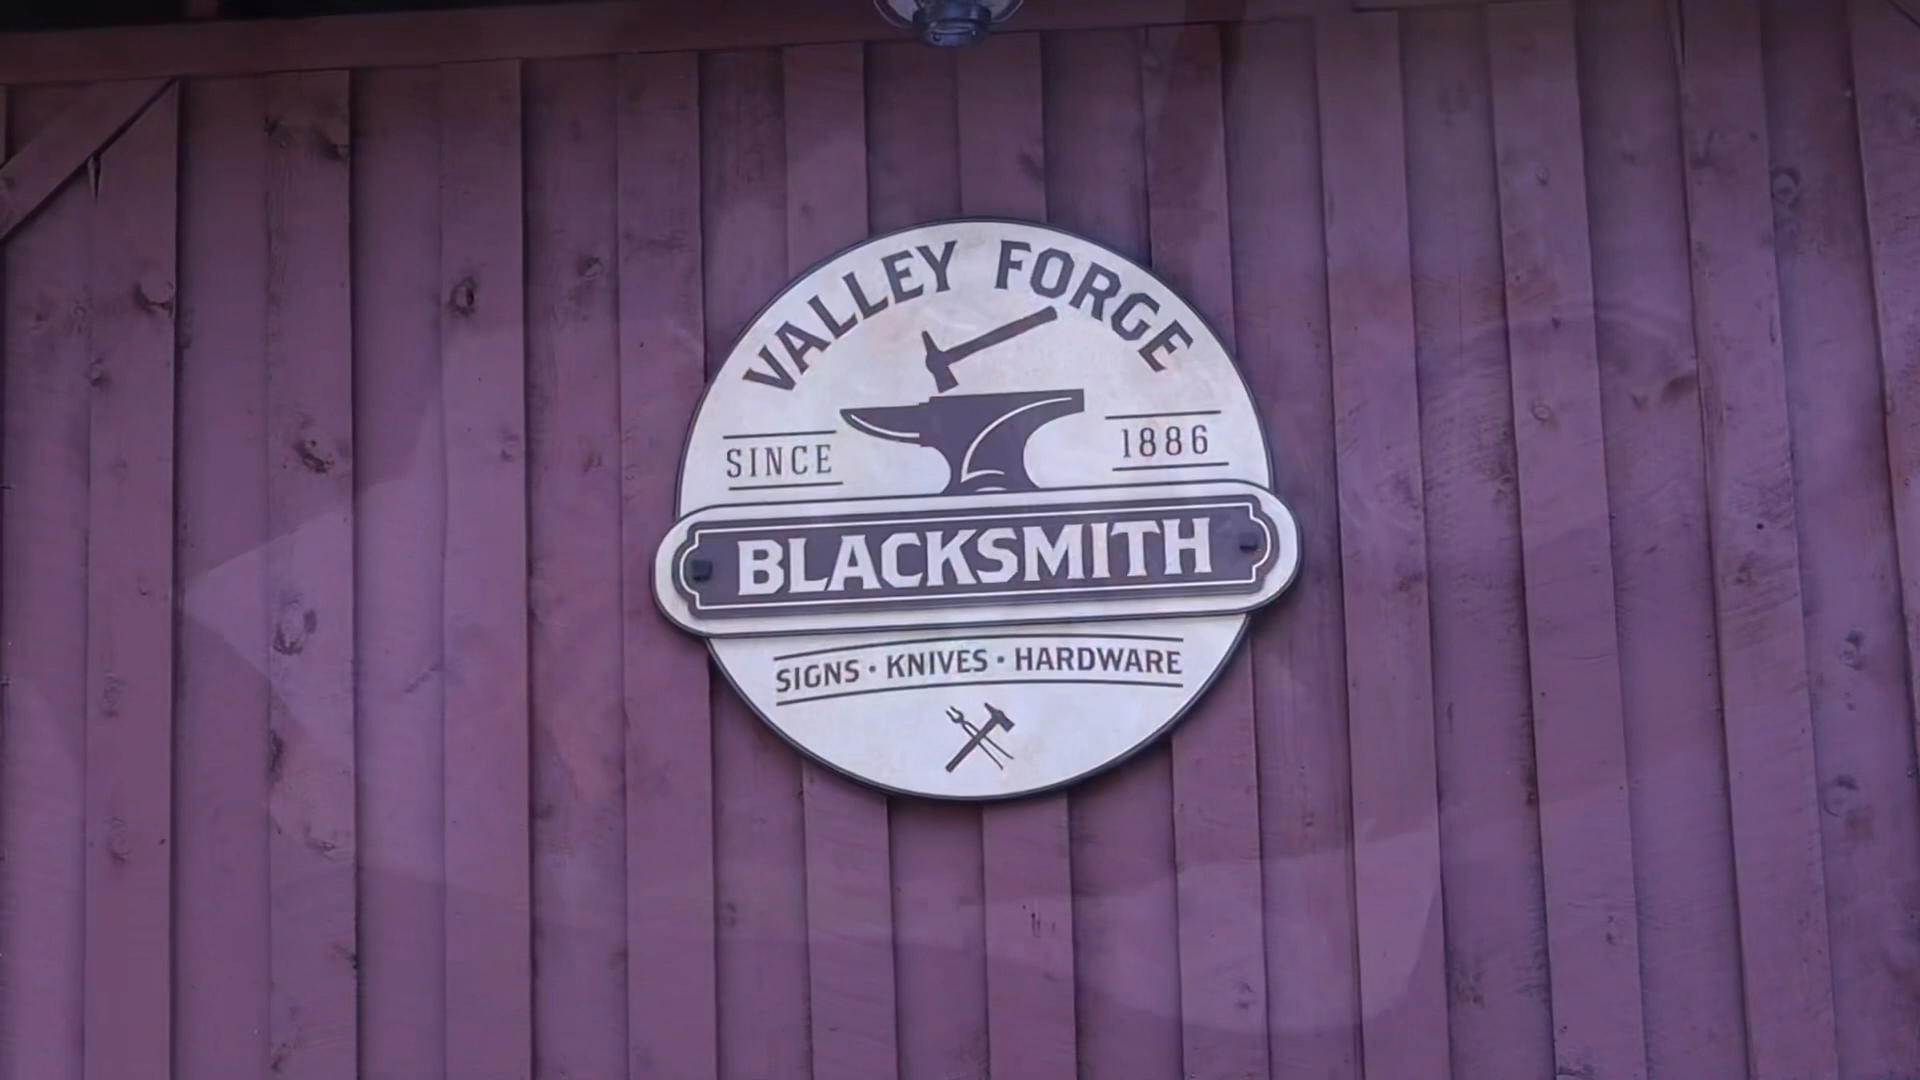 VALLEY FORGE
SINCE 1886
BLACKSMITH
SIGNS · KNIVES · HARDWARE